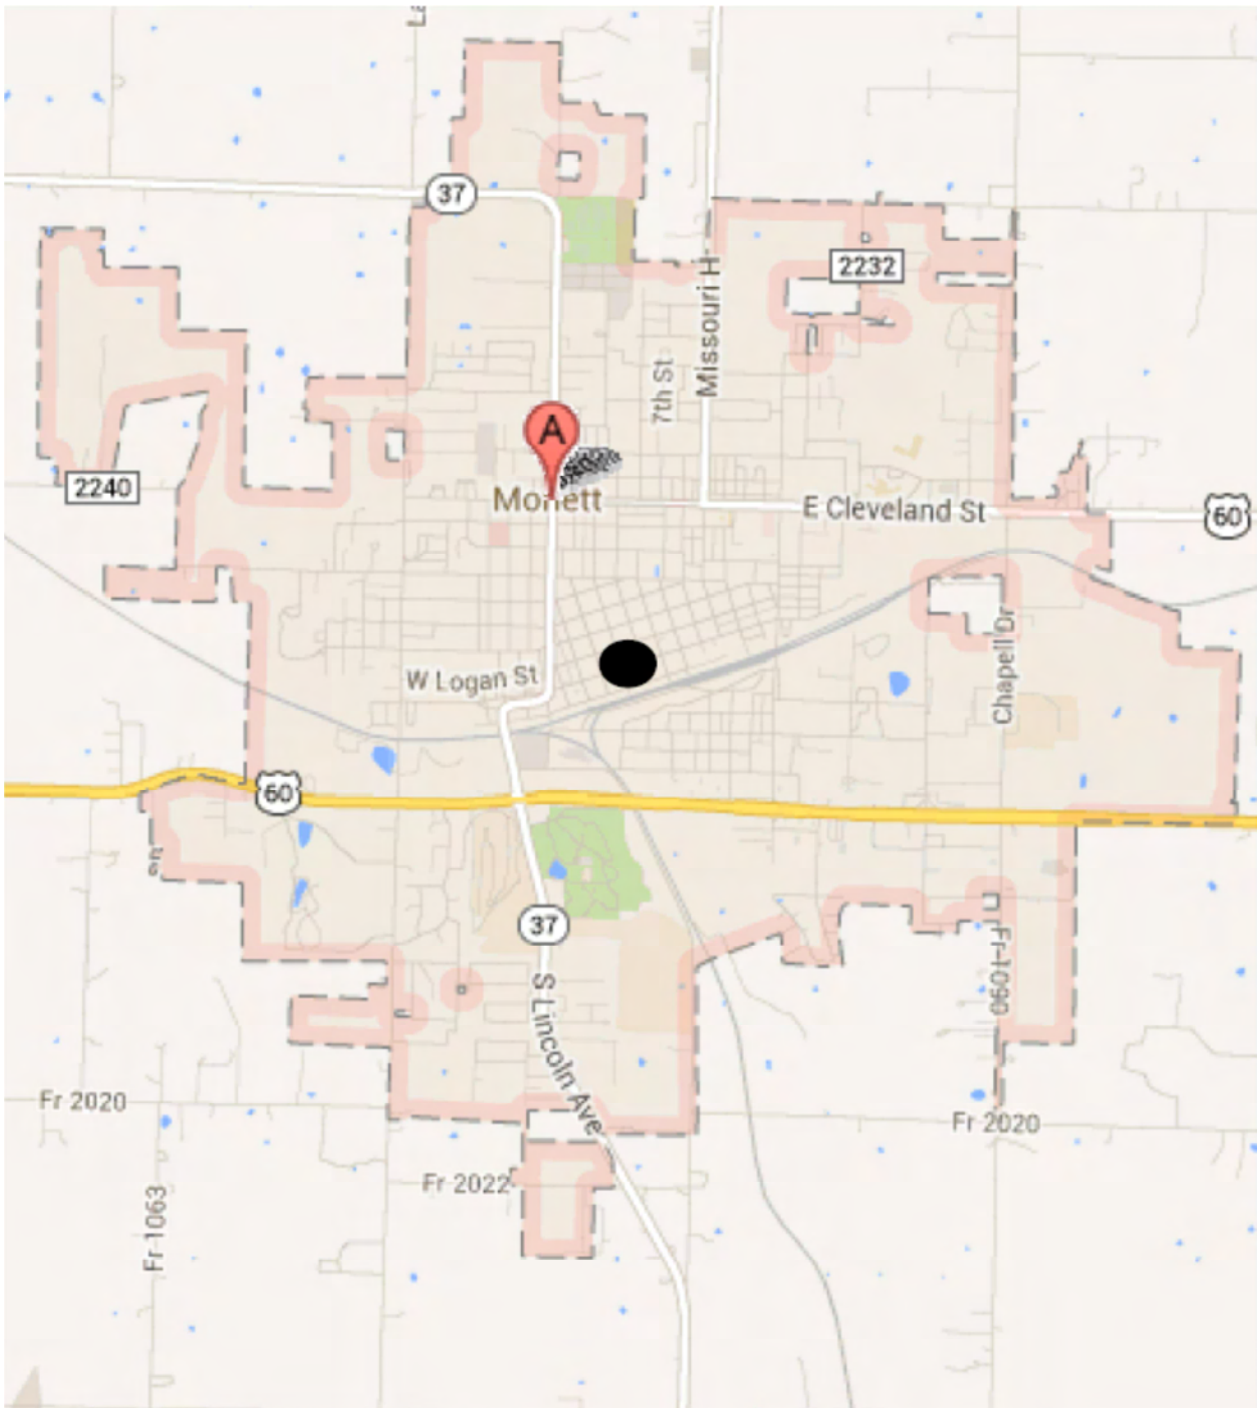 37
2232
Missouri H
7th St
A
2240
Monett
E Cleveland St
60
Chapell Dr
W Logan St
60
37
Fr 1090
S Lincoln Ave
Fr 2020
Fr 2020
Fr 2022
Fr 1063